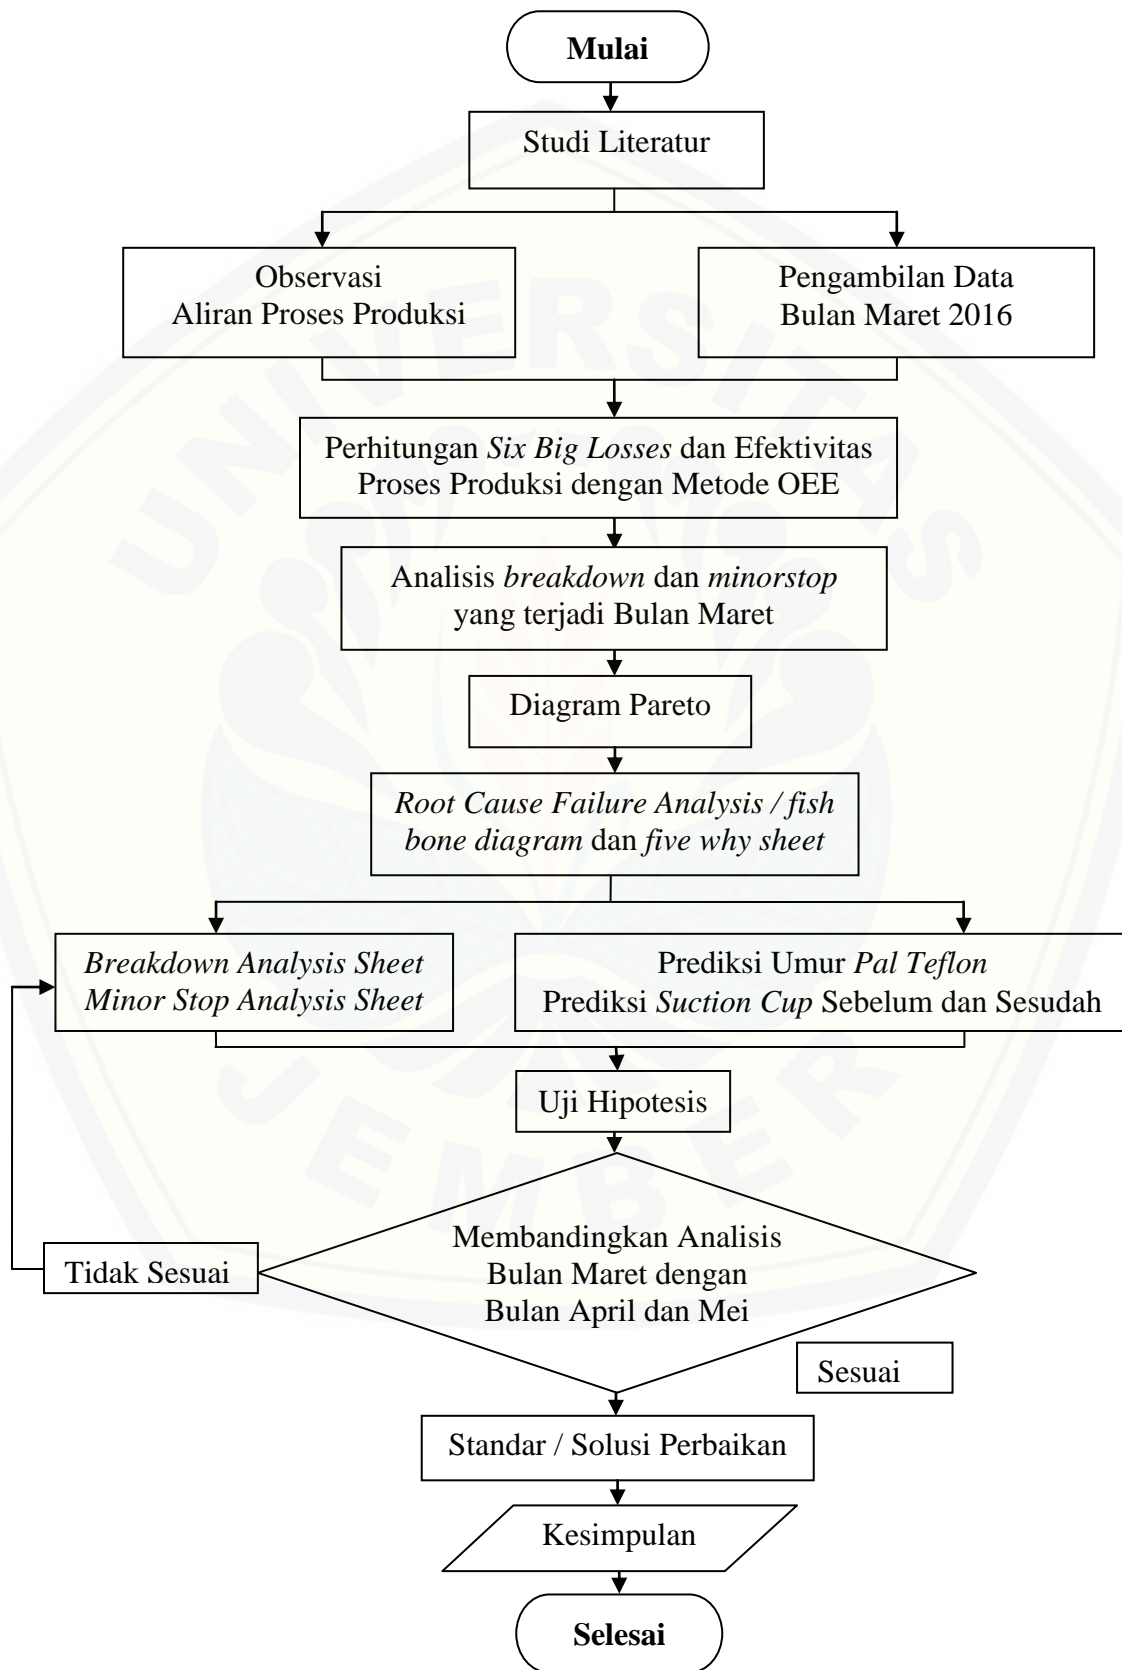 Mulai
Studi Literatur
Observasi
Aliran Proses Produksi
Pengambilan Data
Bulan Maret 2016
Perhitungan Six Big Losses dan Efektivitas
Proses Produksi dengan Metode OEE
Analisis breakdown dan minorstop
yang terjadi Bulan Maret
Diagram Pareto
Root Cause Failure Analysis / fish
bone diagram dan five why sheet
Breakdown Analysis Sheet
Minor Stop Analysis Sheet
Prediksi Umur Pal Teflon
Prediksi Suction Cup Sebelum dan Sesudah
Uji Hipotesis
Membandingkan Analisis
Bulan Maret dengan
Bulan April dan Mei
Tidak Sesuai
Sesuai
Standar / Solusi Perbaikan
Kesimpulan
Selesai
UNIVERSITAS
JEMBER